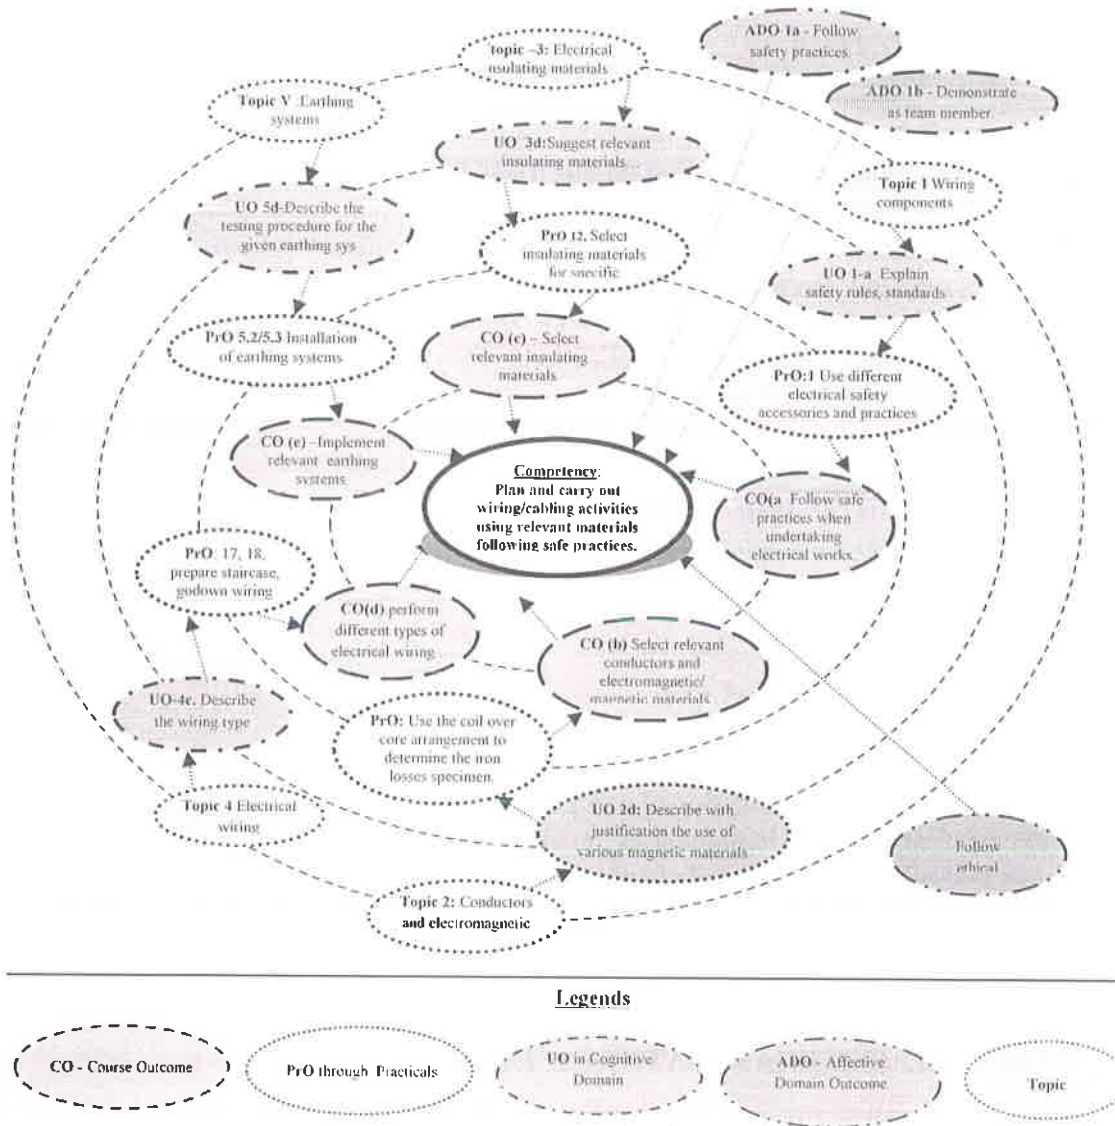 ADO 1a - Follow
safety practices.
topic –3: Electrical
nsulating materials
ADO 1b - Demonstrate
as team member.
Topic V Earthing
systems
UO 3d:Suggest relevant
insulating materials...
Topic 1 Wiring
components
UO 5d-Describe the
testing procedure for the
given earthing sys
PrO 12. Select
insulating materials
for specific
UO 1-a Explain
safety rules, standards
PrO 5.2/5.3 Installation
of earthing systems
CO (c) – Select
relevant insulating
materials
PrO:1 Use different
electrical safety
accessories and practices
CO (e) –Implement
relevant earthing
systems
Competency:
Plan and carry out
wiring/cabling activities
using relevant materials
following safe practices.
CO(a Follow safe
practices when
undertaking
electrical works
PrO 17, 18,
prepare staircase,
godown wiring
CO(d) perform
different types of
electrical wiring
CO (b) Select relevant
conductors and
electromagnetic/
magnetic materials
UO-4c. Describe
the wiring type
PrO: Use the coil over
core arrangement to
determine the iron
losses specimen.
Topic 4 Electrical
wiring
UO 2d: Describe with
justification the use of
various magnetic materials
Follow
ethical
Topic 2: Conductors
and electromagnetic
Legends
CO - Course Outcome
PrO through Practicals
UO in Cognitive
Domain
ADO - Affective
Domain Outcome
Topic